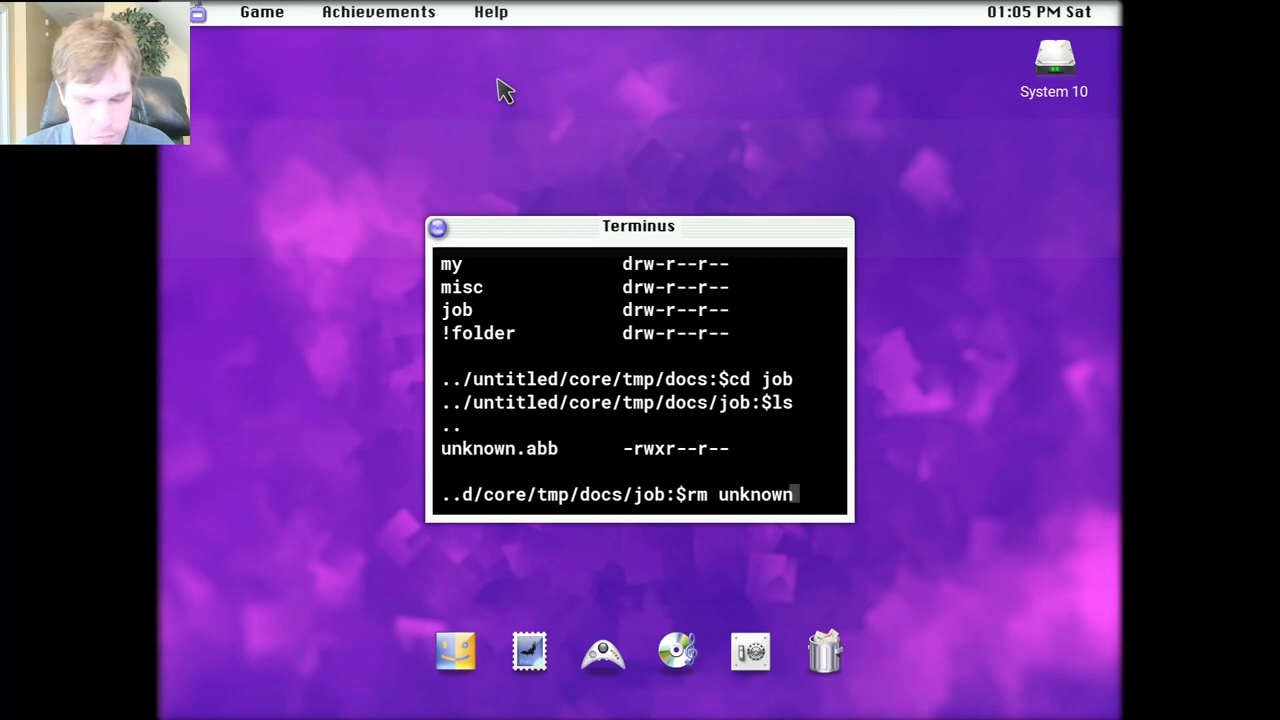 Game Achievements Help 01:05 PM Sat
System 10
Terminus
my drw-r--r--
misc drw-r--r--
job drw-r--r--
!folder drw-r--r--
../untitled/core/tmp/docs:$cd job
../untitled/core/tmp/docs/job:$ls
..
unknown.abb -rwxr--r--
..d/core/tmp/docs/job:$rm unknown